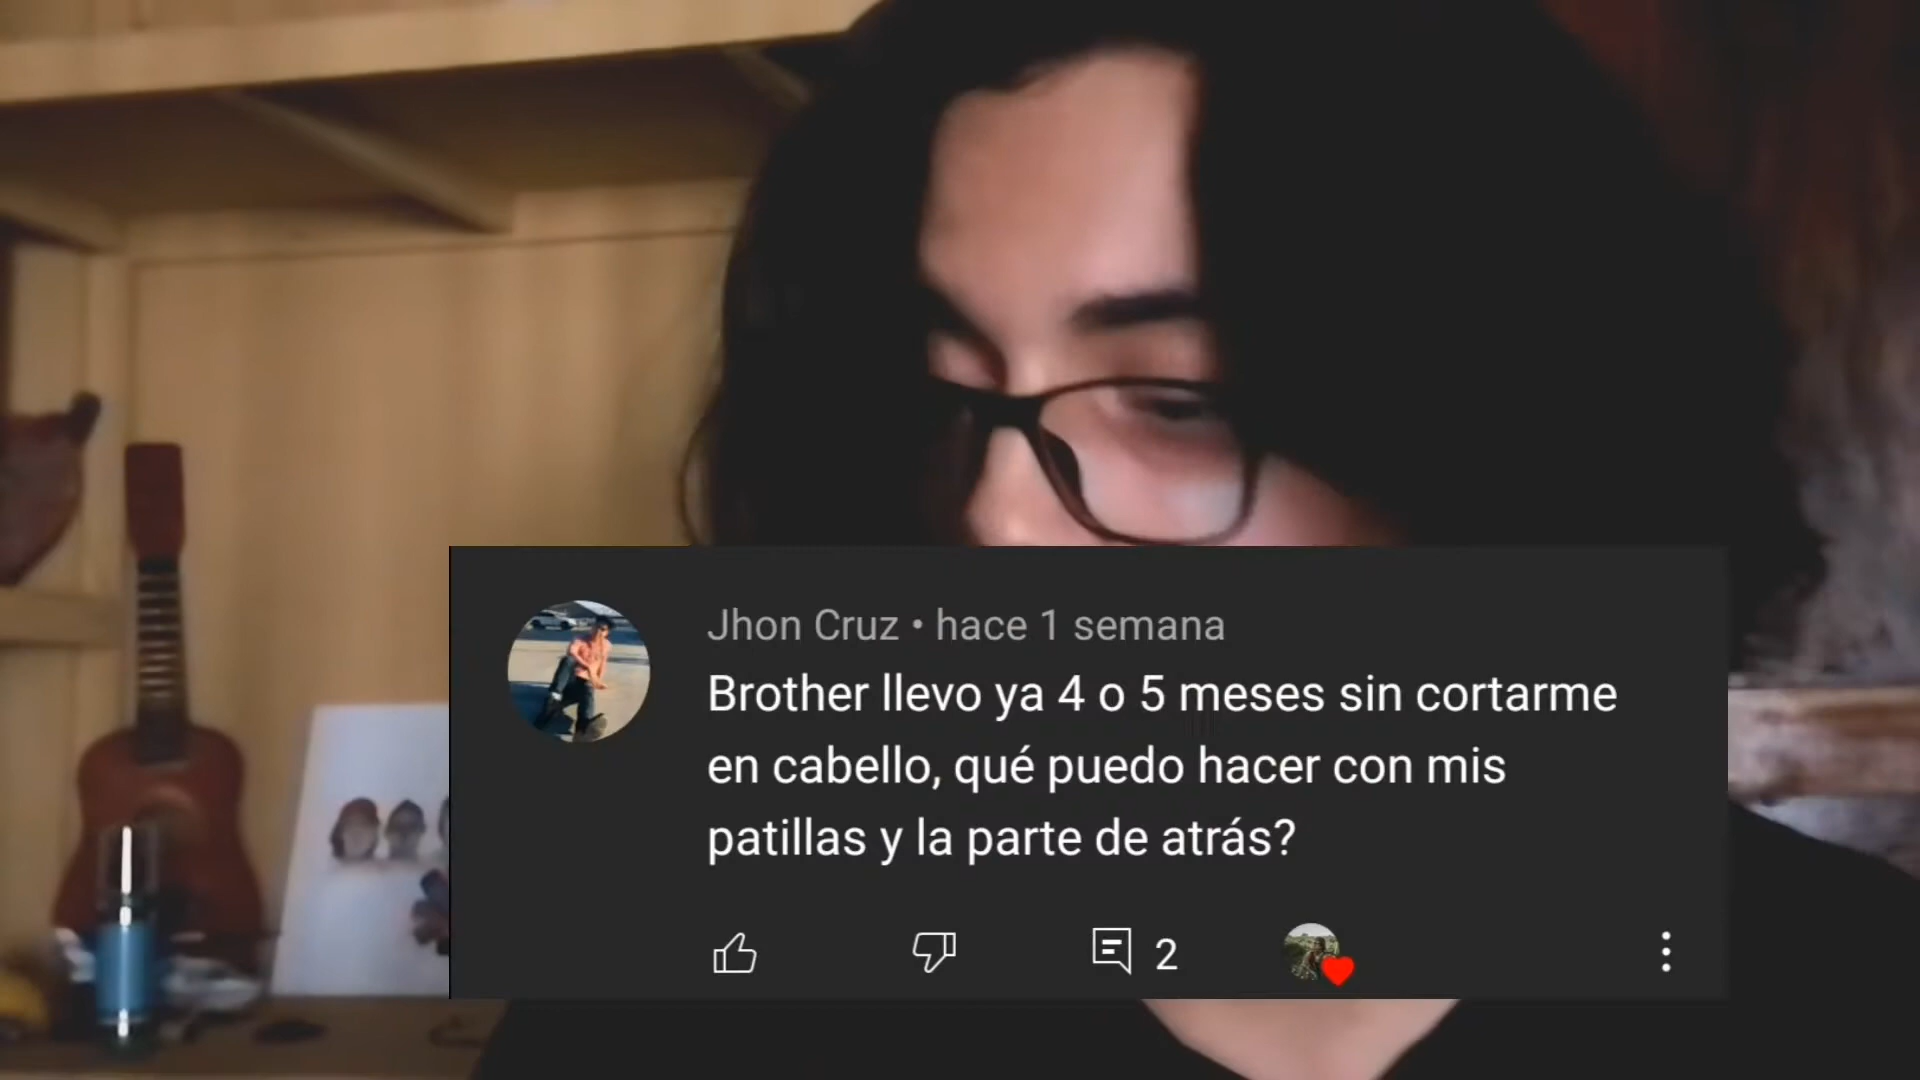 Jhon Cruz • hace 1 semana
Brother llevo ya 4 o 5 meses sin cortarme
en cabello, qué puedo hacer con mis
patillas y la parte de atrás?
2